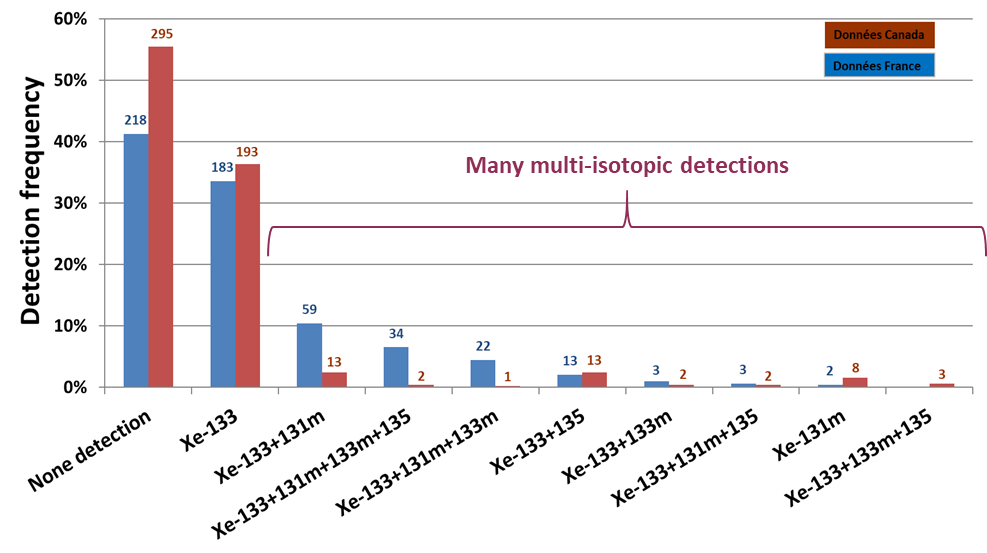 60%
50%
40%
30%
20%
10%
0%
Detection frequency
Données Canada
Données France
Many multi-isotopic detections
218
295
183
193
59
13
34
2
22
1
13
13
3
2
3
2
2
8
3
None detection
Xe-133
Xe-133+131m
Xe-133+131m+133m+135
Xe-133+131m+133m
Xe-133+135
Xe-133+133m
Xe-133+131m+135
Xe-131m
Xe-133+133m+135